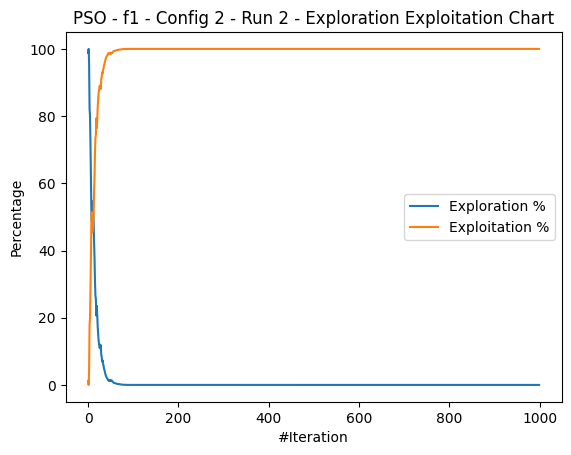 PSO - f1 - Config 2 - Run 2 - Exploration Exploitation Chart
100
80
60
40
20
0
Percentage
Exploration %
Exploitation %
0 200 400 600 800 1000
#Iteration